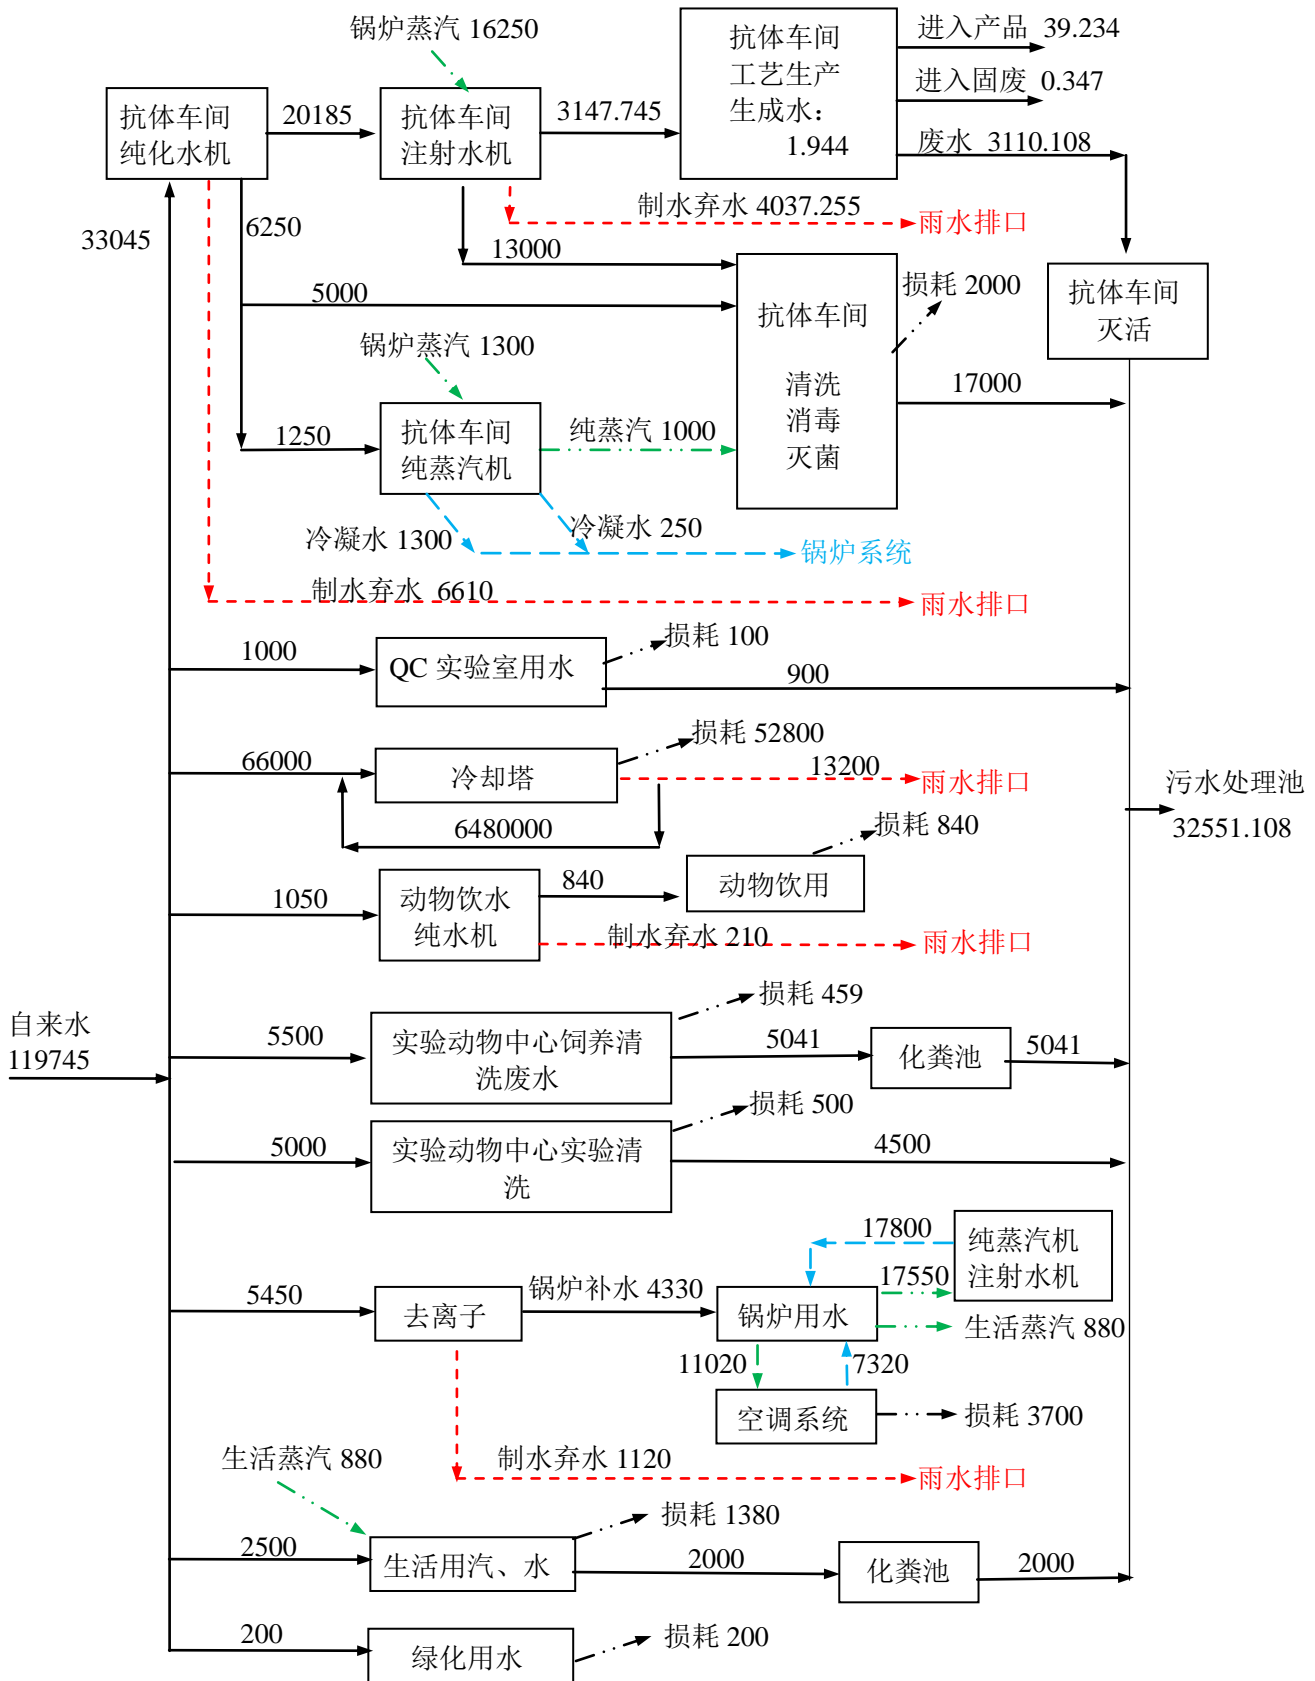 锅炉蒸汽 16250
抗体车间
工艺生产
生成水：
1.944
进入产品 39.234
进入固废 0.347
废水 3110.108
抗体车间
纯化水机
20185
抗体车间
注射水机
3147.745
33045
6250
制水弃水 4037.255
雨水排口
13000
5000
抗体车间
清洗
消毒
灭菌
损耗 2000
抗体车间
灭活
锅炉蒸汽 1300
17000
1250
抗体车间
纯蒸汽机
纯蒸汽 1000
冷凝水 1300
冷凝水 250
锅炉系统
制水弃水 6610
雨水排口
1000
QC 实验室用水
损耗 100
900
66000
冷却塔
损耗 52800
13200
雨水排口
6480000
污水处理池
32551.108
1050
动物饮水
纯水机
840
动物饮用
损耗 840
制水弃水 210
雨水排口
自来水
119745
5500
实验动物中心饲养清
洗废水
损耗 459
5041
化粪池
5041
5000
实验动物中心实验清
洗
损耗 500
4500
5450
去离子
锅炉补水 4330
锅炉用水
17800
17550
纯蒸汽机
注射水机
生活蒸汽 880
11020
7320
空调系统
损耗 3700
制水弃水 1120
雨水排口
生活蒸汽 880
2500
生活用汽、水
损耗 1380
2000
化粪池
2000
200
绿化用水
损耗 200